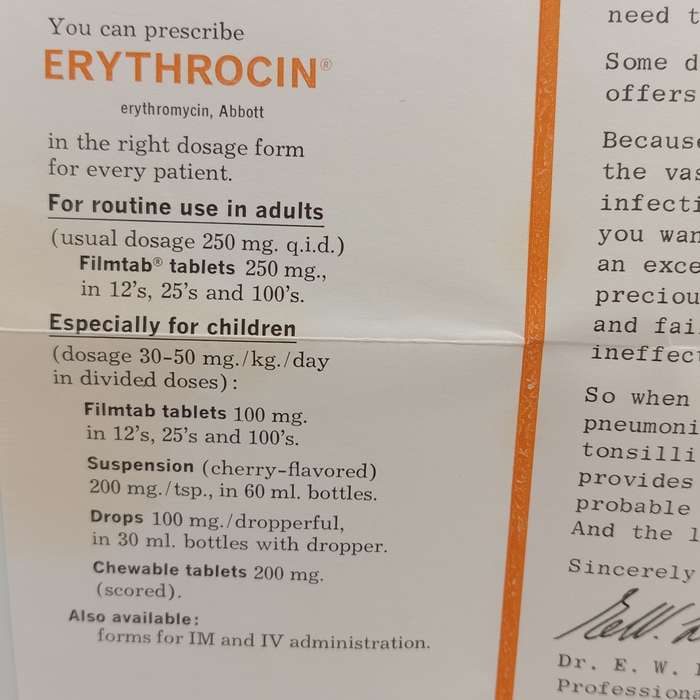 You can prescribe
ERYTHROCIN®
erythromycin, Abbott
in the right dosage form
for every patient.
For routine use in adults
(usual dosage 250 mg. q.i.d.)
Filmtab® tablets 250 mg.,
in 12's, 25's and 100's.
Especially for children
(dosage 30-50 mg./kg./day
in divided doses):
Filmtab tablets 100 mg.
in 12's, 25's and 100's.
Suspension (cherry-flavored)
200 mg./tsp., in 60 ml. bottles.
Drops 100 mg./dropperful,
in 30 ml. bottles with dropper.
Chewable tablets 200 mg.
(scored).
Also available:
forms for IM and IV administration.
need
Some
offers
Because
the
you
an
and
So when
provides
probable
And the
Sincerely
Dr. E. W.